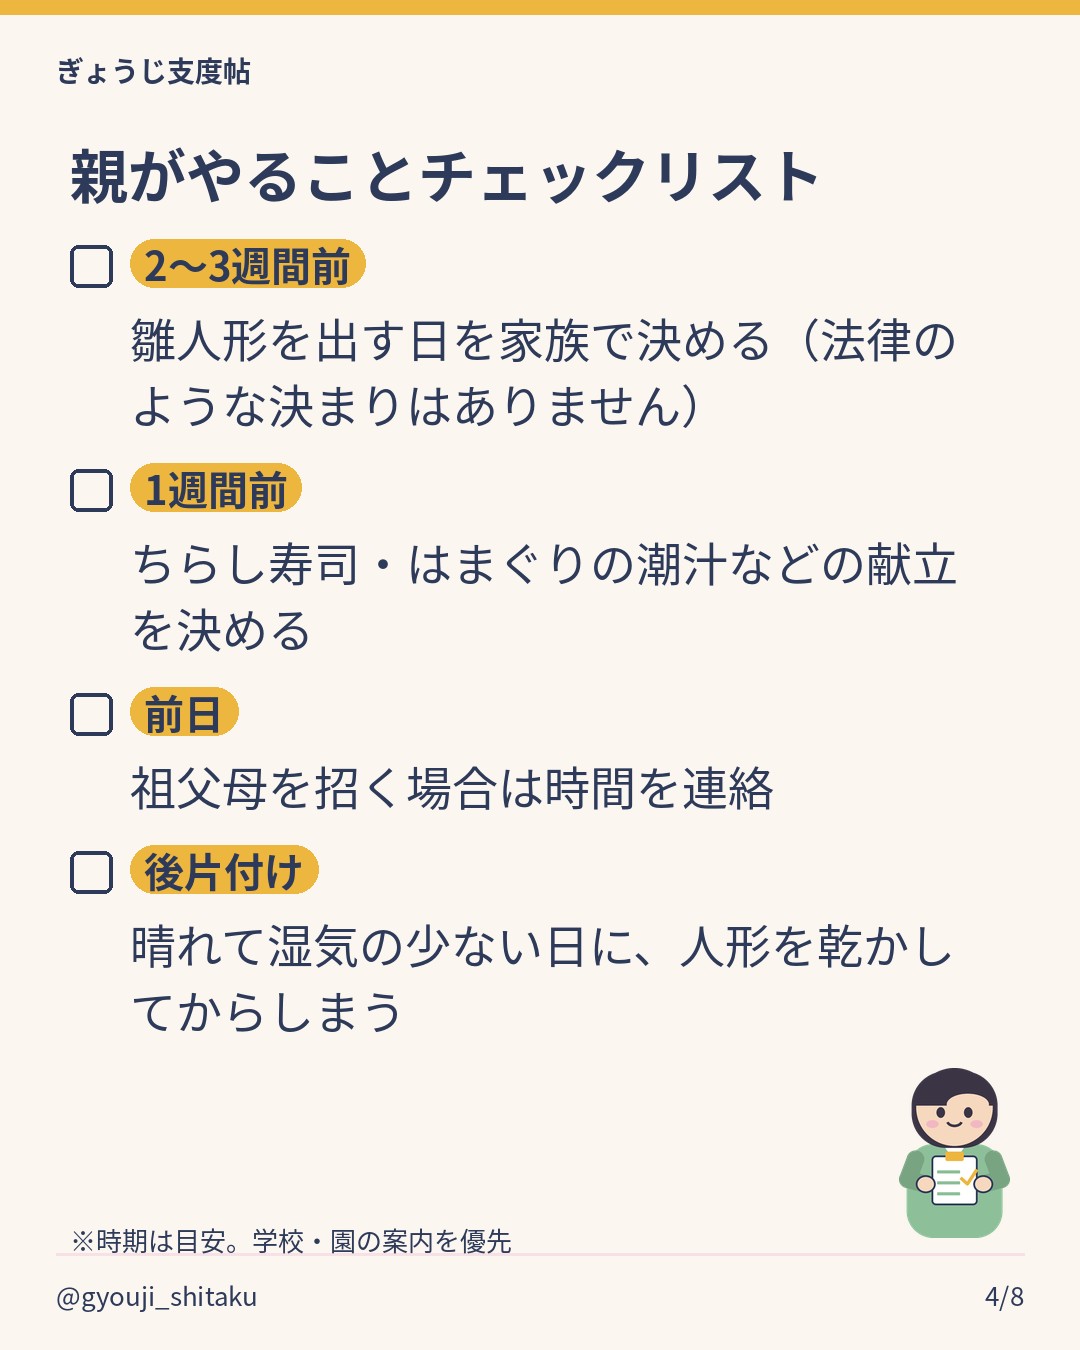 ぎょうじ支度帖
親がやることチェックリスト
2〜3週間前
雛人形を出す日を家族で決める（法律の
ような決まりはありません）
1週間前
ちらし寿司・はまぐりの潮汁などの献立
を決める
前日
祖父母を招く場合は時間を連絡
後片付け
晴れて湿気の少ない日に、人形を乾かし
てからしまう
※時期は目安。学校・園の案内を優先
@gyouji_shitaku
4/8